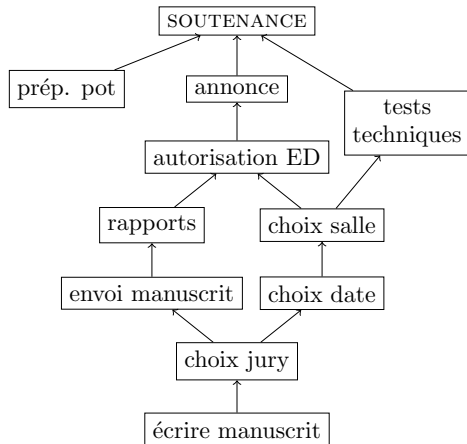 SOUTENANCE
prép. pot
annonce
tests
techniques
autorisation ED
rapports
choix salle
envoi manuscrit
choix date
choix jury
écrire manuscrit